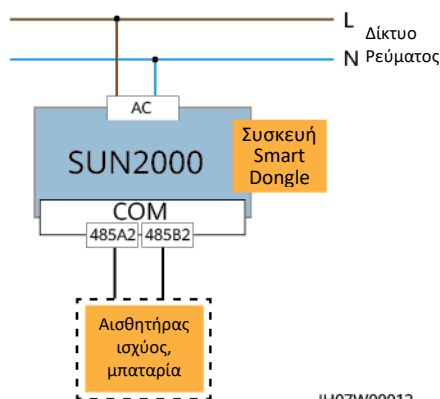 L
Δίκτυο
N Ρεύματος
AC
SUN2000
Συσκευή
Smart
Dongle
COM
485A2 485B2
Αισθητήρας
ισχύος,
μπαταρία